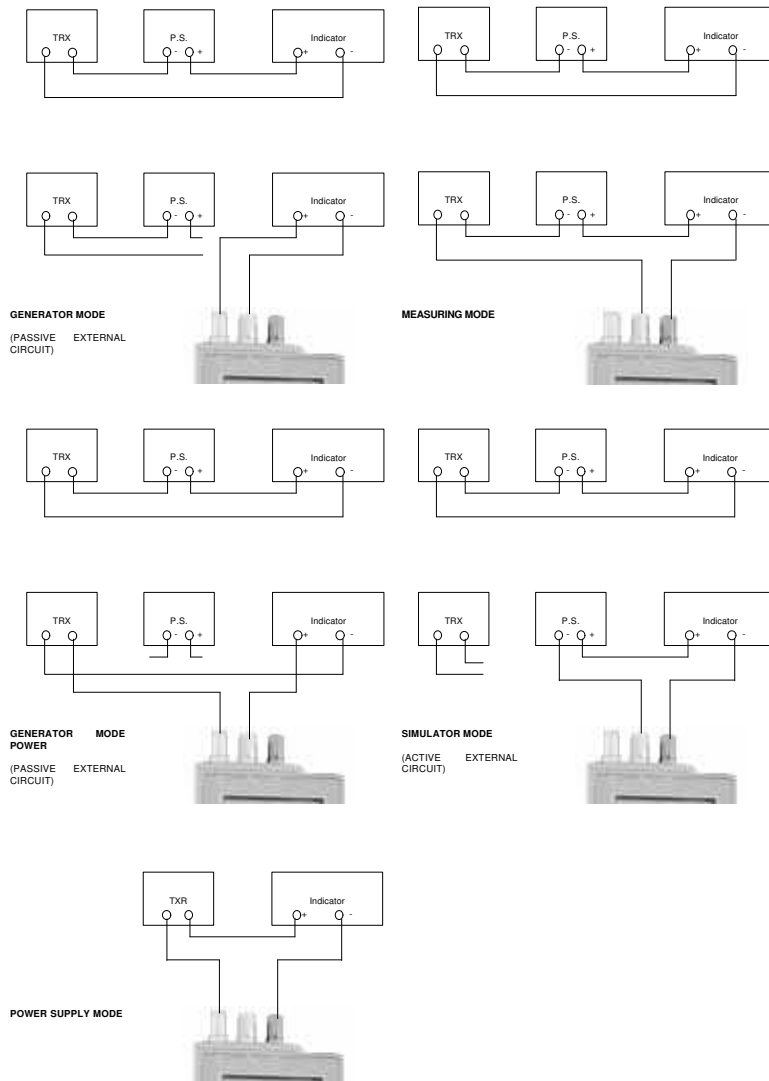 TRX P.S. Indicator
- + + -
TRX P.S. Indicator
- + + -
TRX P.S. Indicator
- + + -
GENERATOR MODE
(PASSIVE EXTERNAL
CIRCUIT)
TRX P.S. Indicator
- + + -
MEASURING MODE
TRX P.S. Indicator
- + + -
TRX P.S. Indicator
- + + -
TRX P.S. Indicator
- + + -
GENERATOR MODE
POWER
(PASSIVE EXTERNAL
CIRCUIT)
TRX P.S. Indicator
- + + -
SIMULATOR MODE
(ACTIVE EXTERNAL
CIRCUIT)
TXR Indicator
+ -
POWER SUPPLY MODE